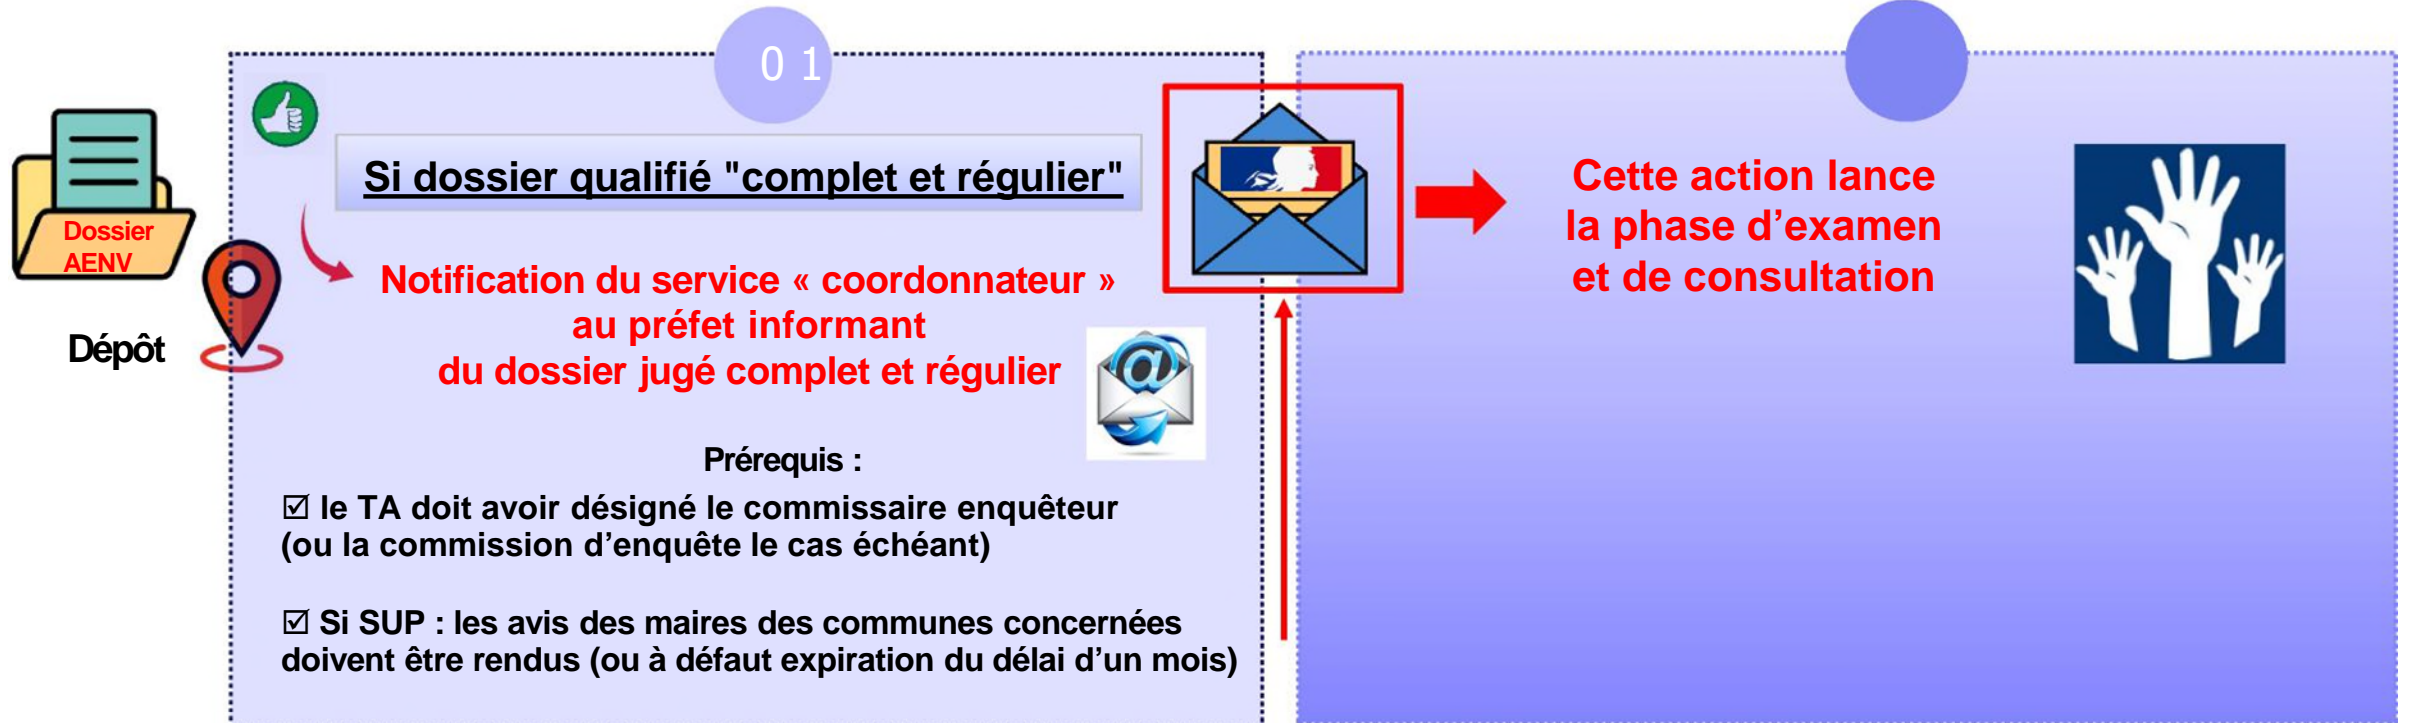 0 1
Si dossier qualifié "complet et régulier"
Dossier
AENV
Dépôt
Notification du service « coordonnateur »
au préfet informant
du dossier jugé complet et régulier
@
Prérequis :
☑ le TA doit avoir désigné le commissaire enquêteur
(ou la commission d’enquête le cas échéant)
☑ Si SUP : les avis des maires des communes concernées
doivent être rendus (ou à défaut expiration du délai d’un mois)
Cette action lance
la phase d’examen
et de consultation